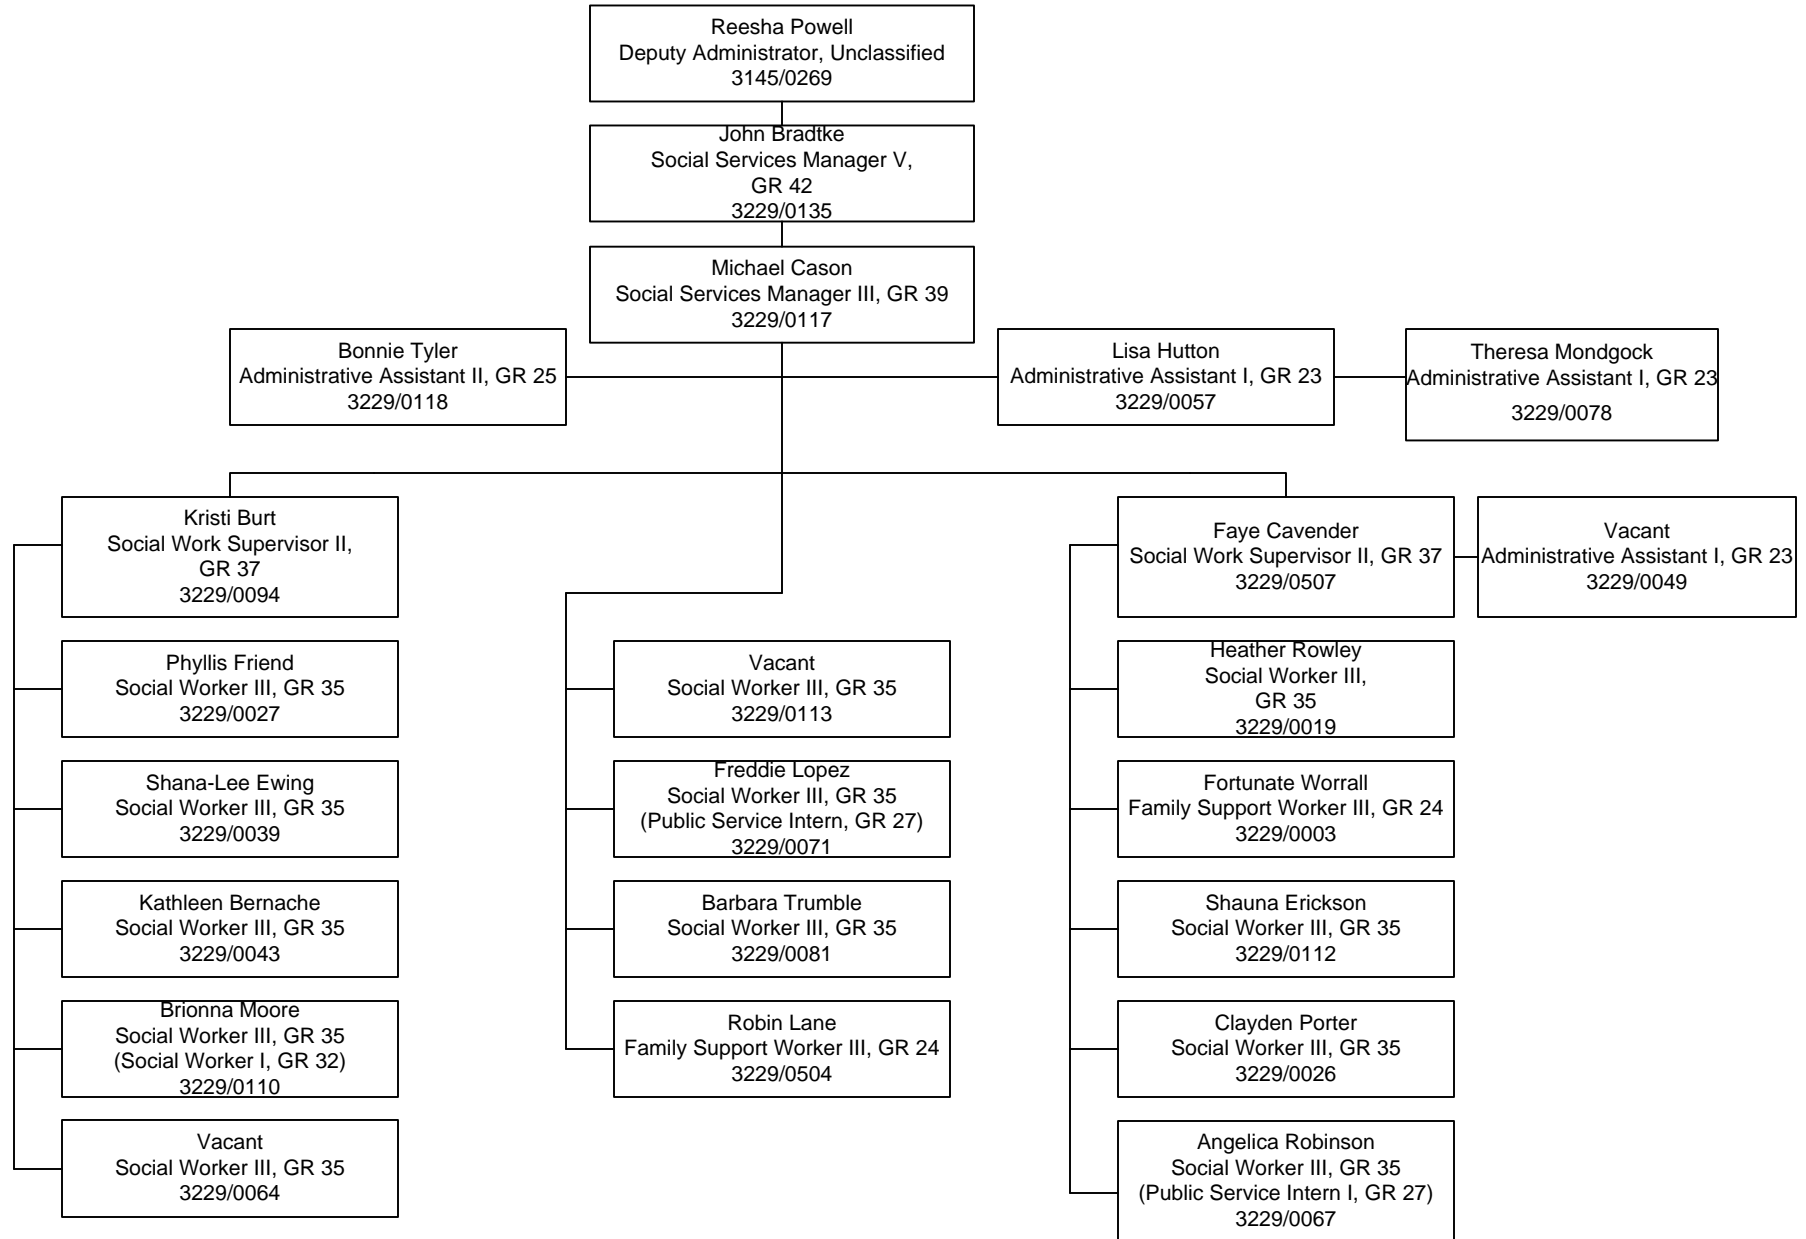 Reesha Powell
Deputy Administrator, Unclassified
3145/0269
John Bradtke
Social Services Manager V,
GR 42
3229/0135
Michael Cason
Social Services Manager III, GR 39
3229/0117
Bonnie Tyler
Administrative Assistant II, GR 25
3229/0118
Lisa Hutton
Administrative Assistant I, GR 23
3229/0057
Theresa Mondgock
Administrative Assistant I, GR 23
3229/0078
Kristi Burt
Social Work Supervisor II,
GR 37
3229/0094
Phyllis Friend
Social Worker III, GR 35
3229/0027
Shana-Lee Ewing
Social Worker III, GR 35
3229/0039
Kathleen Bernache
Social Worker III, GR 35
3229/0043
Brionna Moore
Social Worker III, GR 35
(Social Worker I, GR 32)
3229/0110
Vacant
Social Worker III, GR 35
3229/0064
Vacant
Social Worker III, GR 35
3229/0113
Freddie Lopez
Social Worker III, GR 35
(Public Service Intern, GR 27)
3229/0071
Barbara Trumble
Social Worker III, GR 35
3229/0081
Robin Lane
Family Support Worker III, GR 24
3229/0504
Faye Cavender
Social Work Supervisor II, GR 37
3229/0507
Vacant
Administrative Assistant I, GR 23
3229/0049
Heather Rowley
Social Worker III,
GR 35
3229/0019
Fortunate Worrall
Family Support Worker III, GR 24
3229/0003
Shauna Erickson
Social Worker III, GR 35
3229/0112
Clayden Porter
Social Worker III, GR 35
3229/0026
Angelica Robinson
Social Worker III, GR 35
(Public Service Intern I, GR 27)
3229/0067